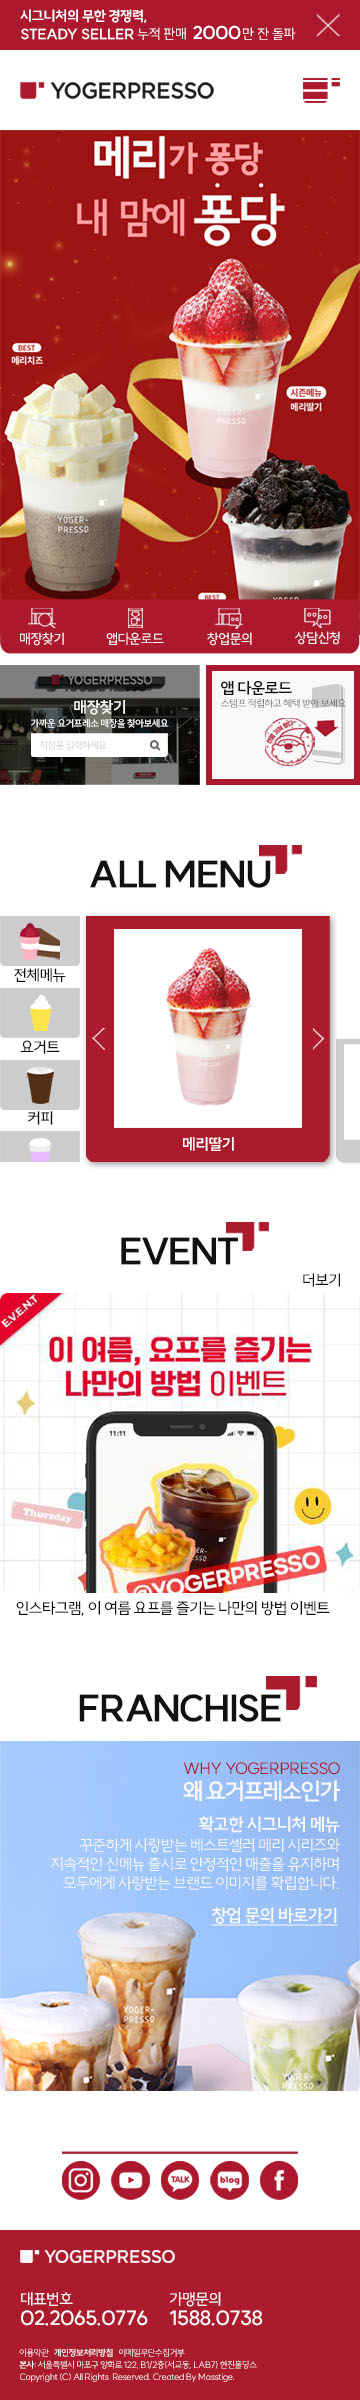 시그니처의 무한 경쟁력,
STEADY SELLER 누적 판매 2000만 잔 돌파
YOGERPRESSO
메리가 퐁당
내 맘에 퐁당
BEST
메리치즈
시즌메뉴
메리딸기
YOGER-
PRESSO
YOGER-
PRESSO
BEST
매장찾기 앱다운로드 창업문의 상담신청
YOGERPRESSO
매장찾기
가까운 요거프레소 매장을 찾아보세요
지점을 입력하세요
앱 다운로드
스탬프 적립하고 혜택 받아 보세요
ALL MENU
전체메뉴
요거트
커피
메리딸기
EVENT
더보기
E.V.E.N.T
이 여름, 요프를 즐기는
나만의 방법 이벤트
11:11
Thursday
@YOGERPRESSO
인스타그램, 이 여름 요프를 즐기는 나만의 방법 이벤트
FRANCHISE
WHY YOGERPRESSO
왜 요거프레소인가
확고한 시그니처 메뉴
꾸준하게 사랑받는 베스트셀러 메리 시리즈와
지속적인 신메뉴 출시로 안정적인 매출을 유지하며
모두에게 사랑받는 브랜드 이미지를 확립합니다.
창업 문의 바로가기
YOGER-
PRESSO
YOGER-
PRESSO
TALK
blog
YOGERPRESSO
대표번호 가맹문의
02.2065.0776 1588.0738
이용약관 개인정보처리방침 이메일무단수집거부
본사: 서울특별시 마포구 양화로 122, B1/2층(서교동, LAB7) 현진홀딩스
Copyright (C) All Rights Reserved. Created By Masstige.